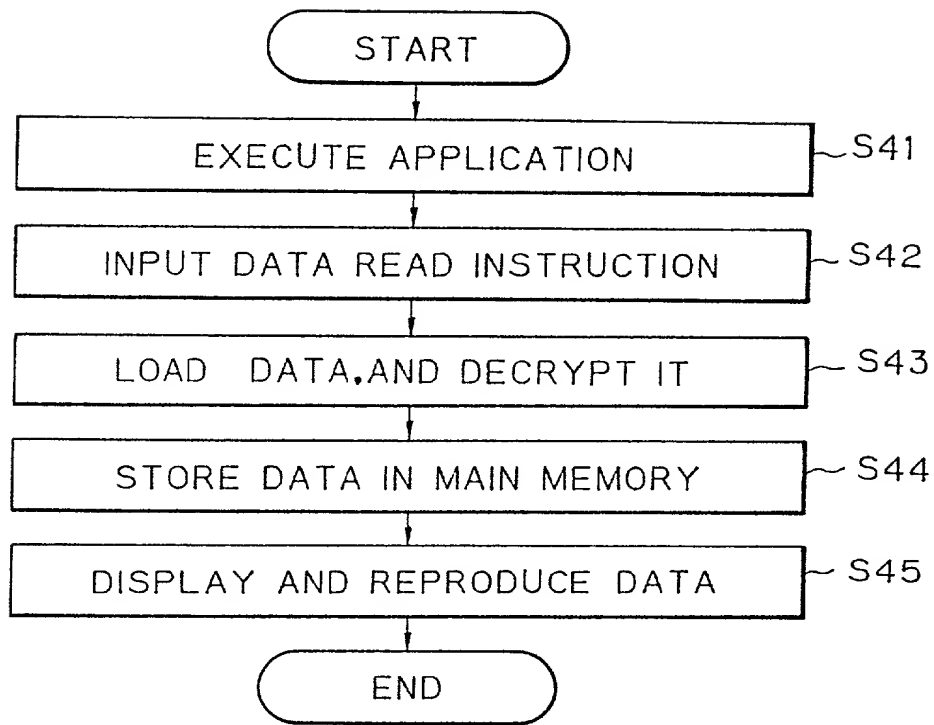 START
EXECUTE APPLICATION S41
INPUT DATA READ INSTRUCTION S42
LOAD DATA, AND DECRYPT IT S43
STORE DATA IN MAIN MEMORY S44
DISPLAY AND REPRODUCE DATA S45
END